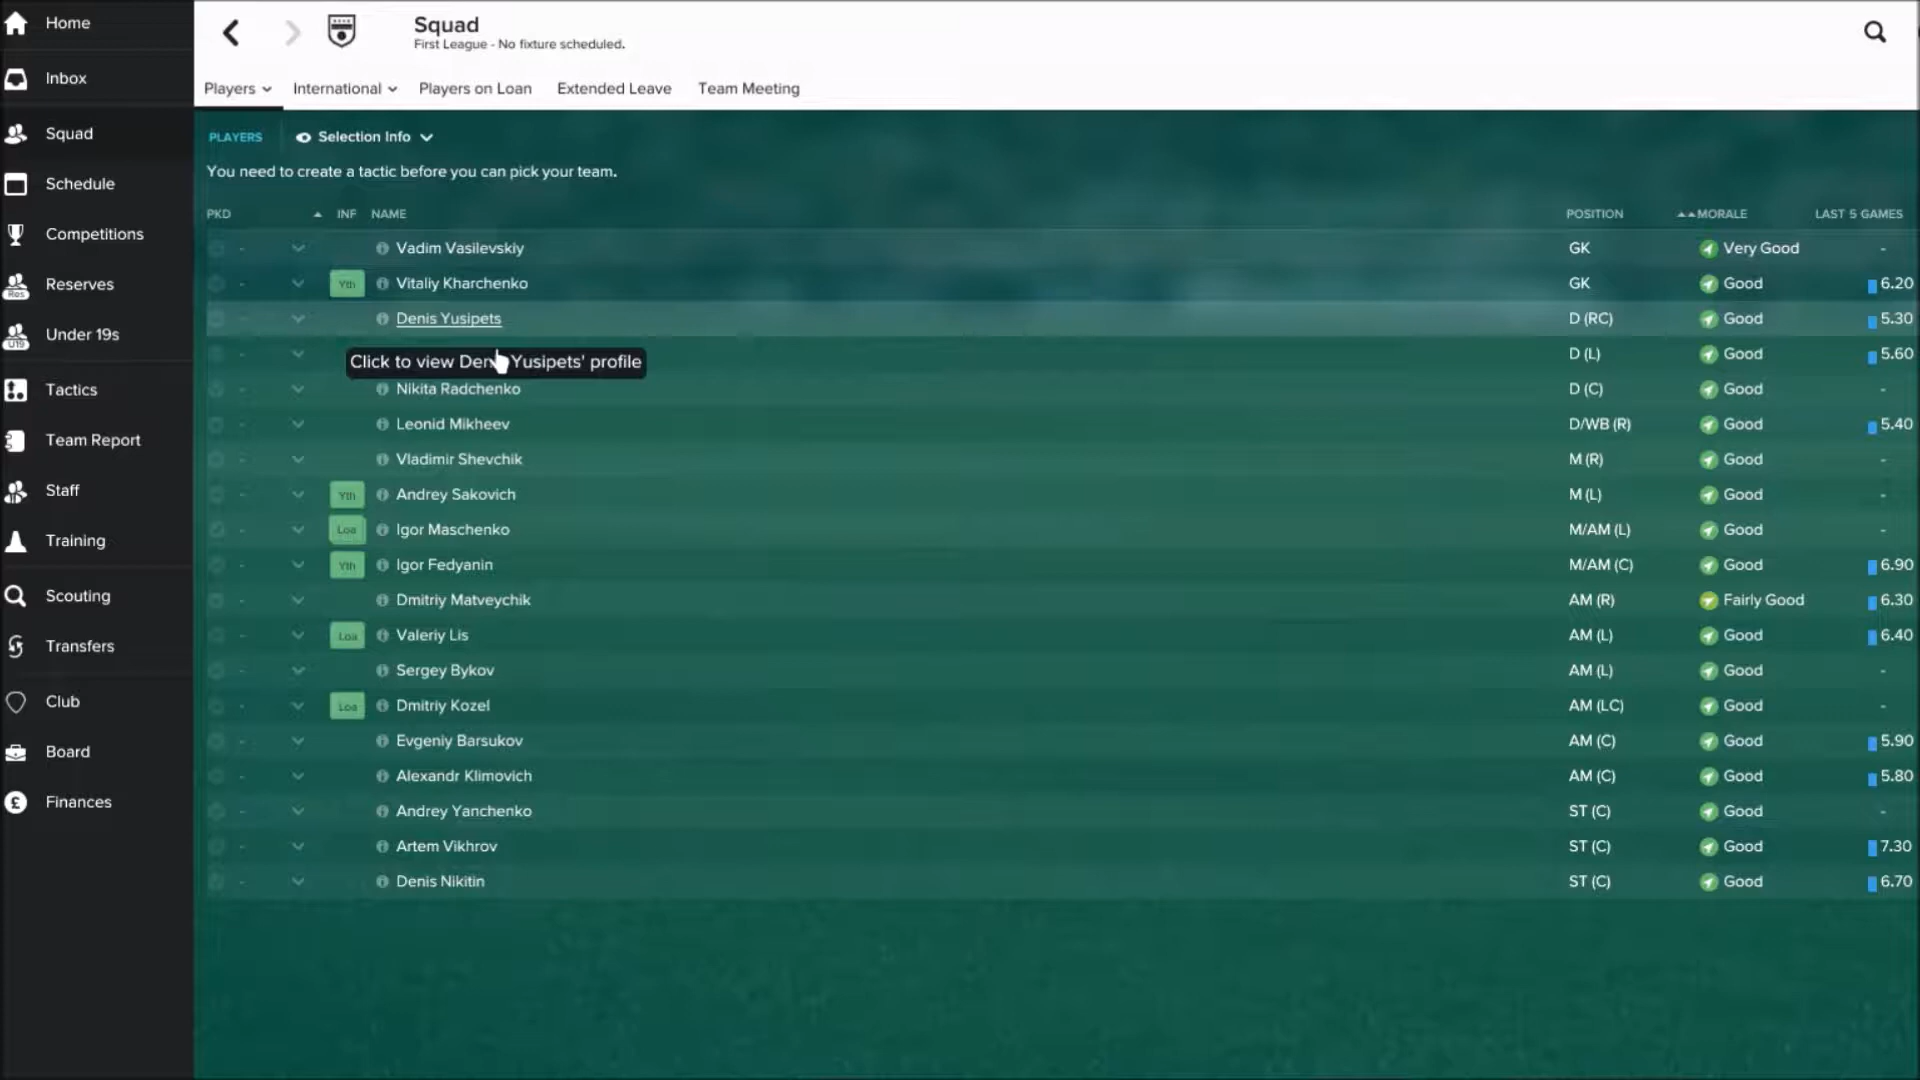 Home
Inbox
Squad
Schedule
Competitions
Reserves
Under 19s
Tactics
Team Report
Staff
Training
Scouting
Transfers
Club
Board
Finances
Squad
First League - No fixture scheduled.
Players International Players on Loan Extended Leave Team Meeting
PLAYERS Selection Info
You need to create a tactic before you can pick your team.
PKD INF NAME POSITION MORALE LAST 5 GAMES
- Vadim Vasilevskiy GK Very Good -
- Yth Vitaliy Kharchenko GK Good 6.20
- Denis Yusipets D (RC) Good 5.30
- D (L) Good 5.60
Click to view Den Yusipets' profile
- Nikita Radchenko D (C) Good -
- Leonid Mikheev D/WB (R) Good 5.40
- Vladimir Shevchik M (R) Good -
- Yth Andrey Sakovich M (L) Good -
- Loa Igor Maschenko M/AM (L) Good -
- Yth Igor Fedyanin M/AM (C) Good 6.90
- Dmitriy Matveychik AM (R) Fairly Good 6.30
- Loa Valeriy Lis AM (L) Good 6.40
- Sergey Bykov AM (L) Good -
- Loa Dmitriy Kozel AM (LC) Good -
- Evgeniy Barsukov AM (C) Good 5.90
- Alexandr Klimovich AM (C) Good 5.80
- Andrey Yanchenko ST (C) Good -
- Artem Vikhrov ST (C) Good 7.30
- Denis Nikitin ST (C) Good 6.70